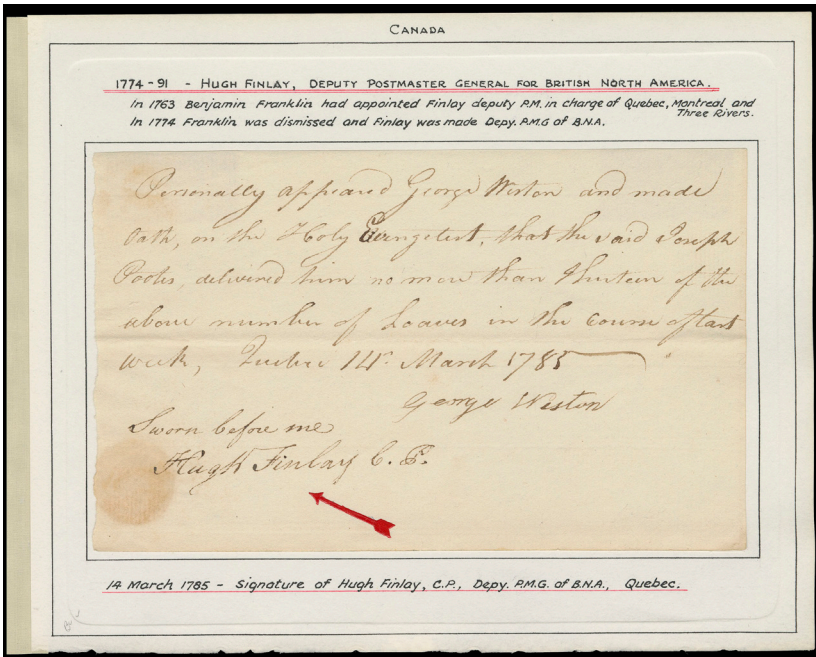 CANADA
1774-91 - HUGH FINLAY, DEPUTY POSTMASTER GENERAL FOR BRITISH NORTH AMERICA.
In 1763 Benjamin Franklin had appointed Finlay deputy P.M. in charge of Quebec, Montreal and
Three Rivers.
In 1774 Franklin was dismissed and Finlay was made Depy. P.M.G of B.N.A.
Personally appeared George Weston and made
Oath, on the Holy Evangelist, that the said Joseph
delivered him no more than thirteen of the
above number of Loaves in the course of last
week, Quebec 14th March 1785
George Weston
Sworn before me
Hugh Finlay C. P.
14 March 1785 - Signature of Hugh Finlay, C.P., Depy. P.M.G. of B.N.A., Quebec.